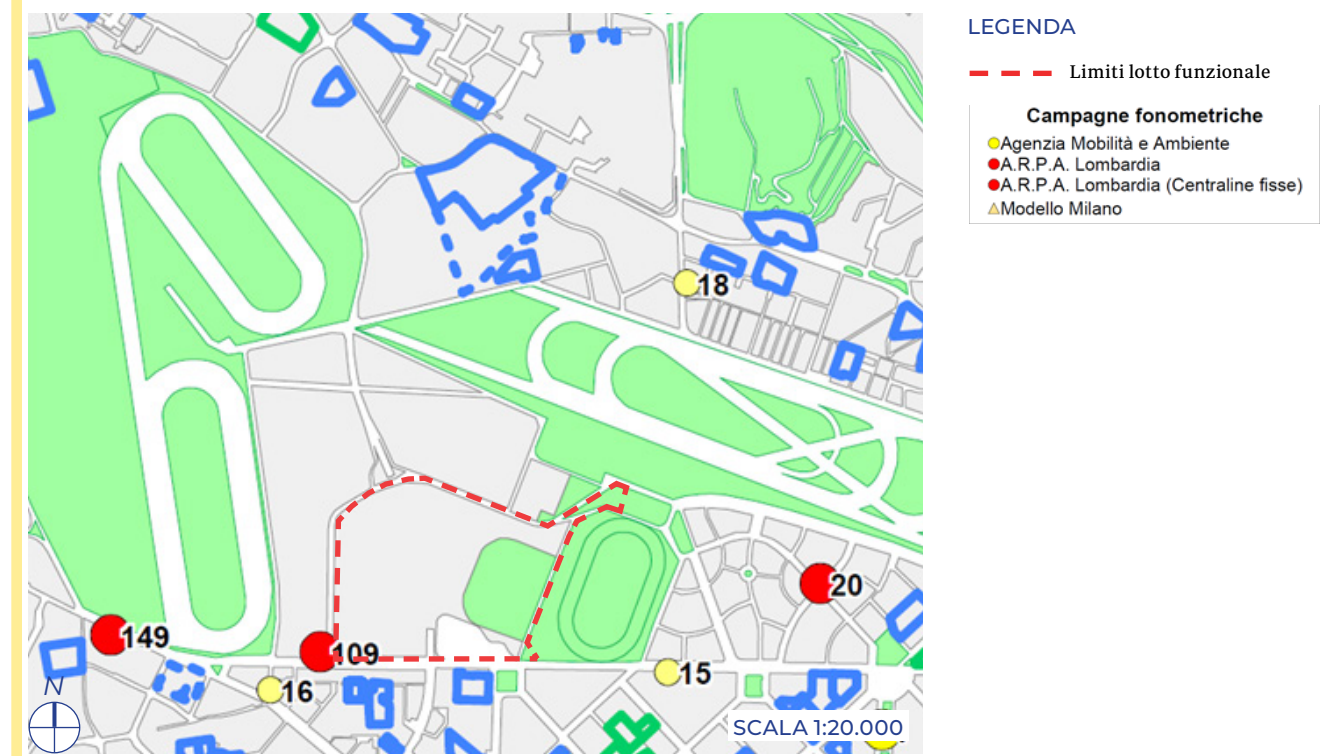 LEGENDA
Limiti lotto funzionale
Campagne fonometriche
Agenzia Mobilità e Ambiente
A.R.P.A. Lombardia
A.R.P.A. Lombardia (Centraline fisse)
Modello Milano
18
20
149
109
15
16
N
SCALA 1:20.000